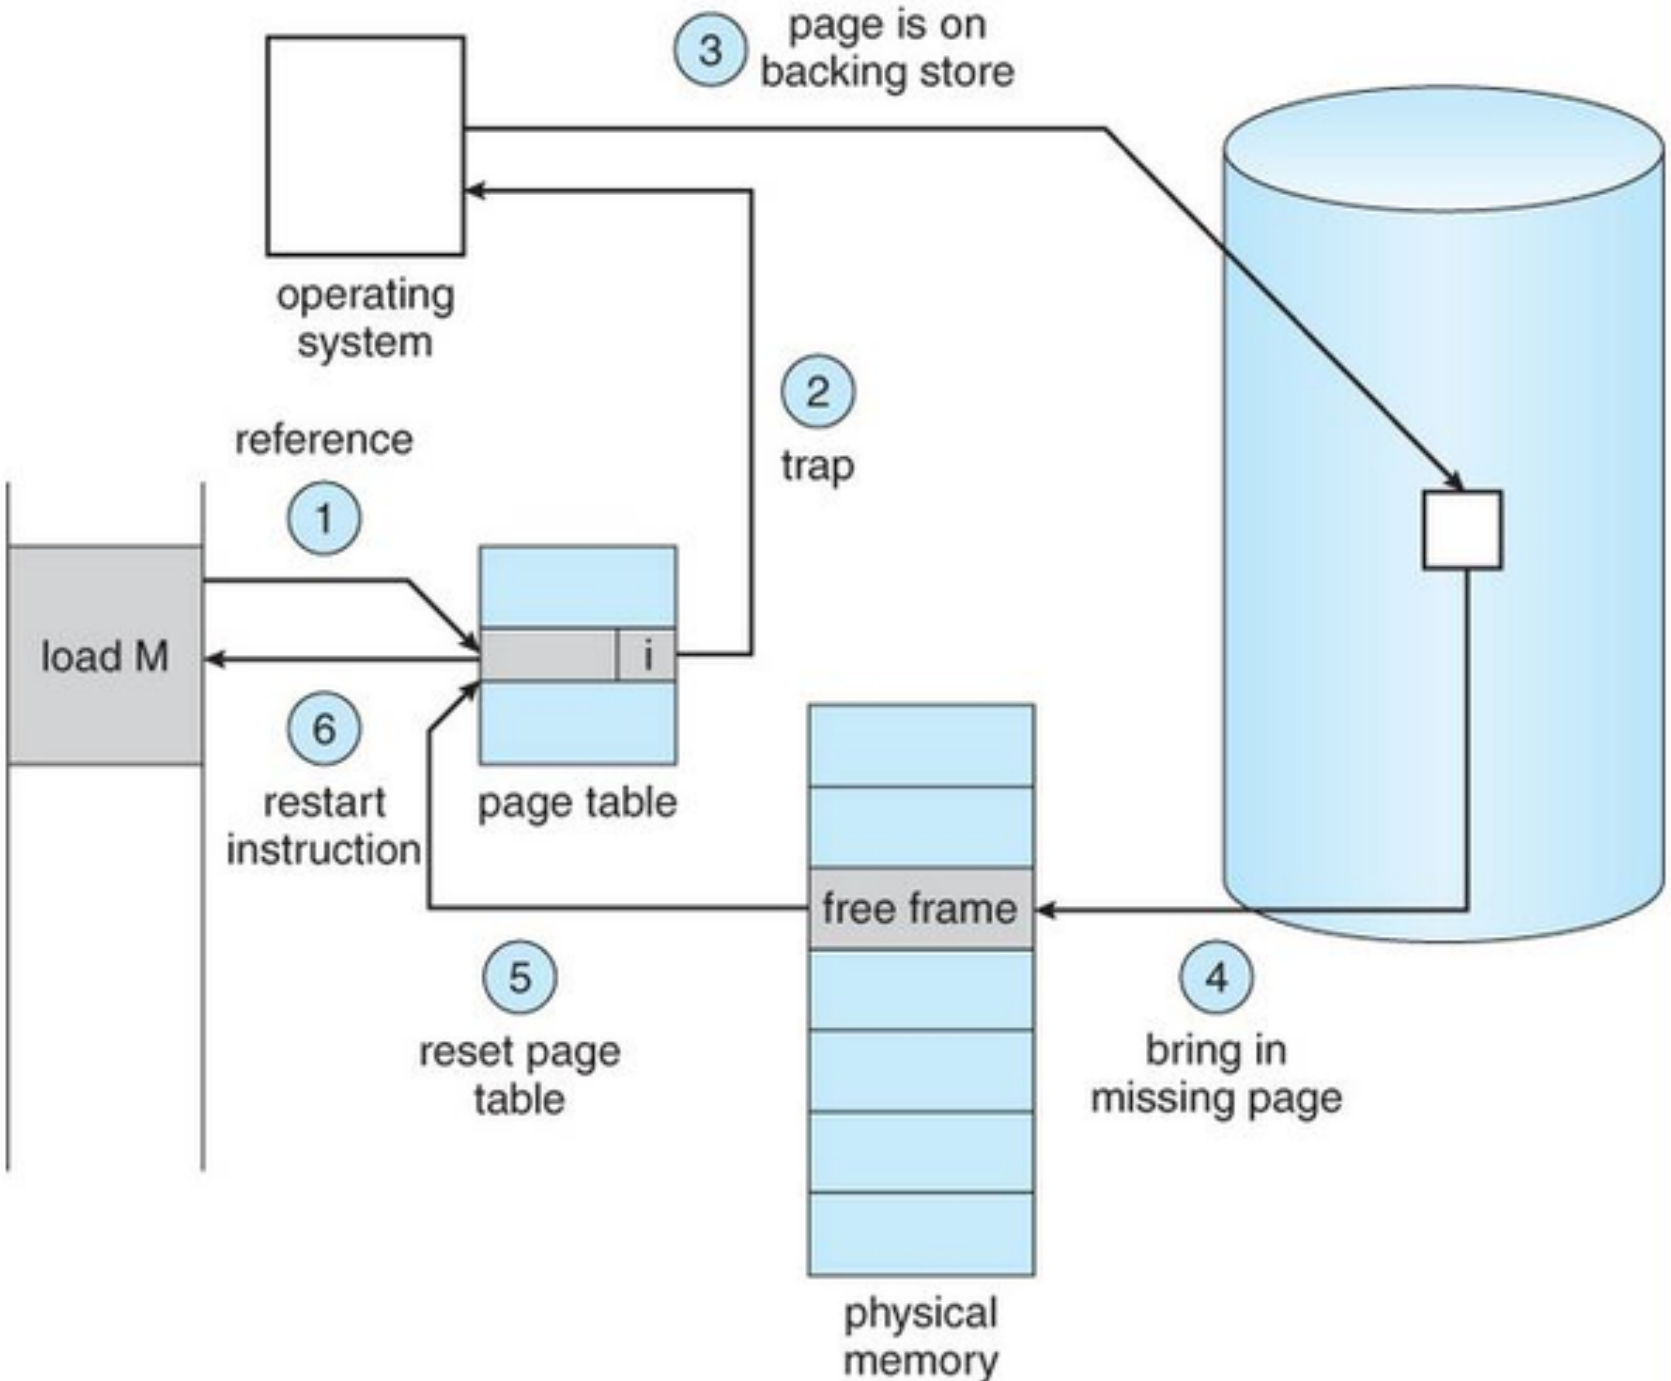 3
page is on
backing store
operating
system
2
trap
reference
1
load M
i
6
restart
instruction
page table
free frame
5
reset page
table
4
bring in
missing page
physical
memory